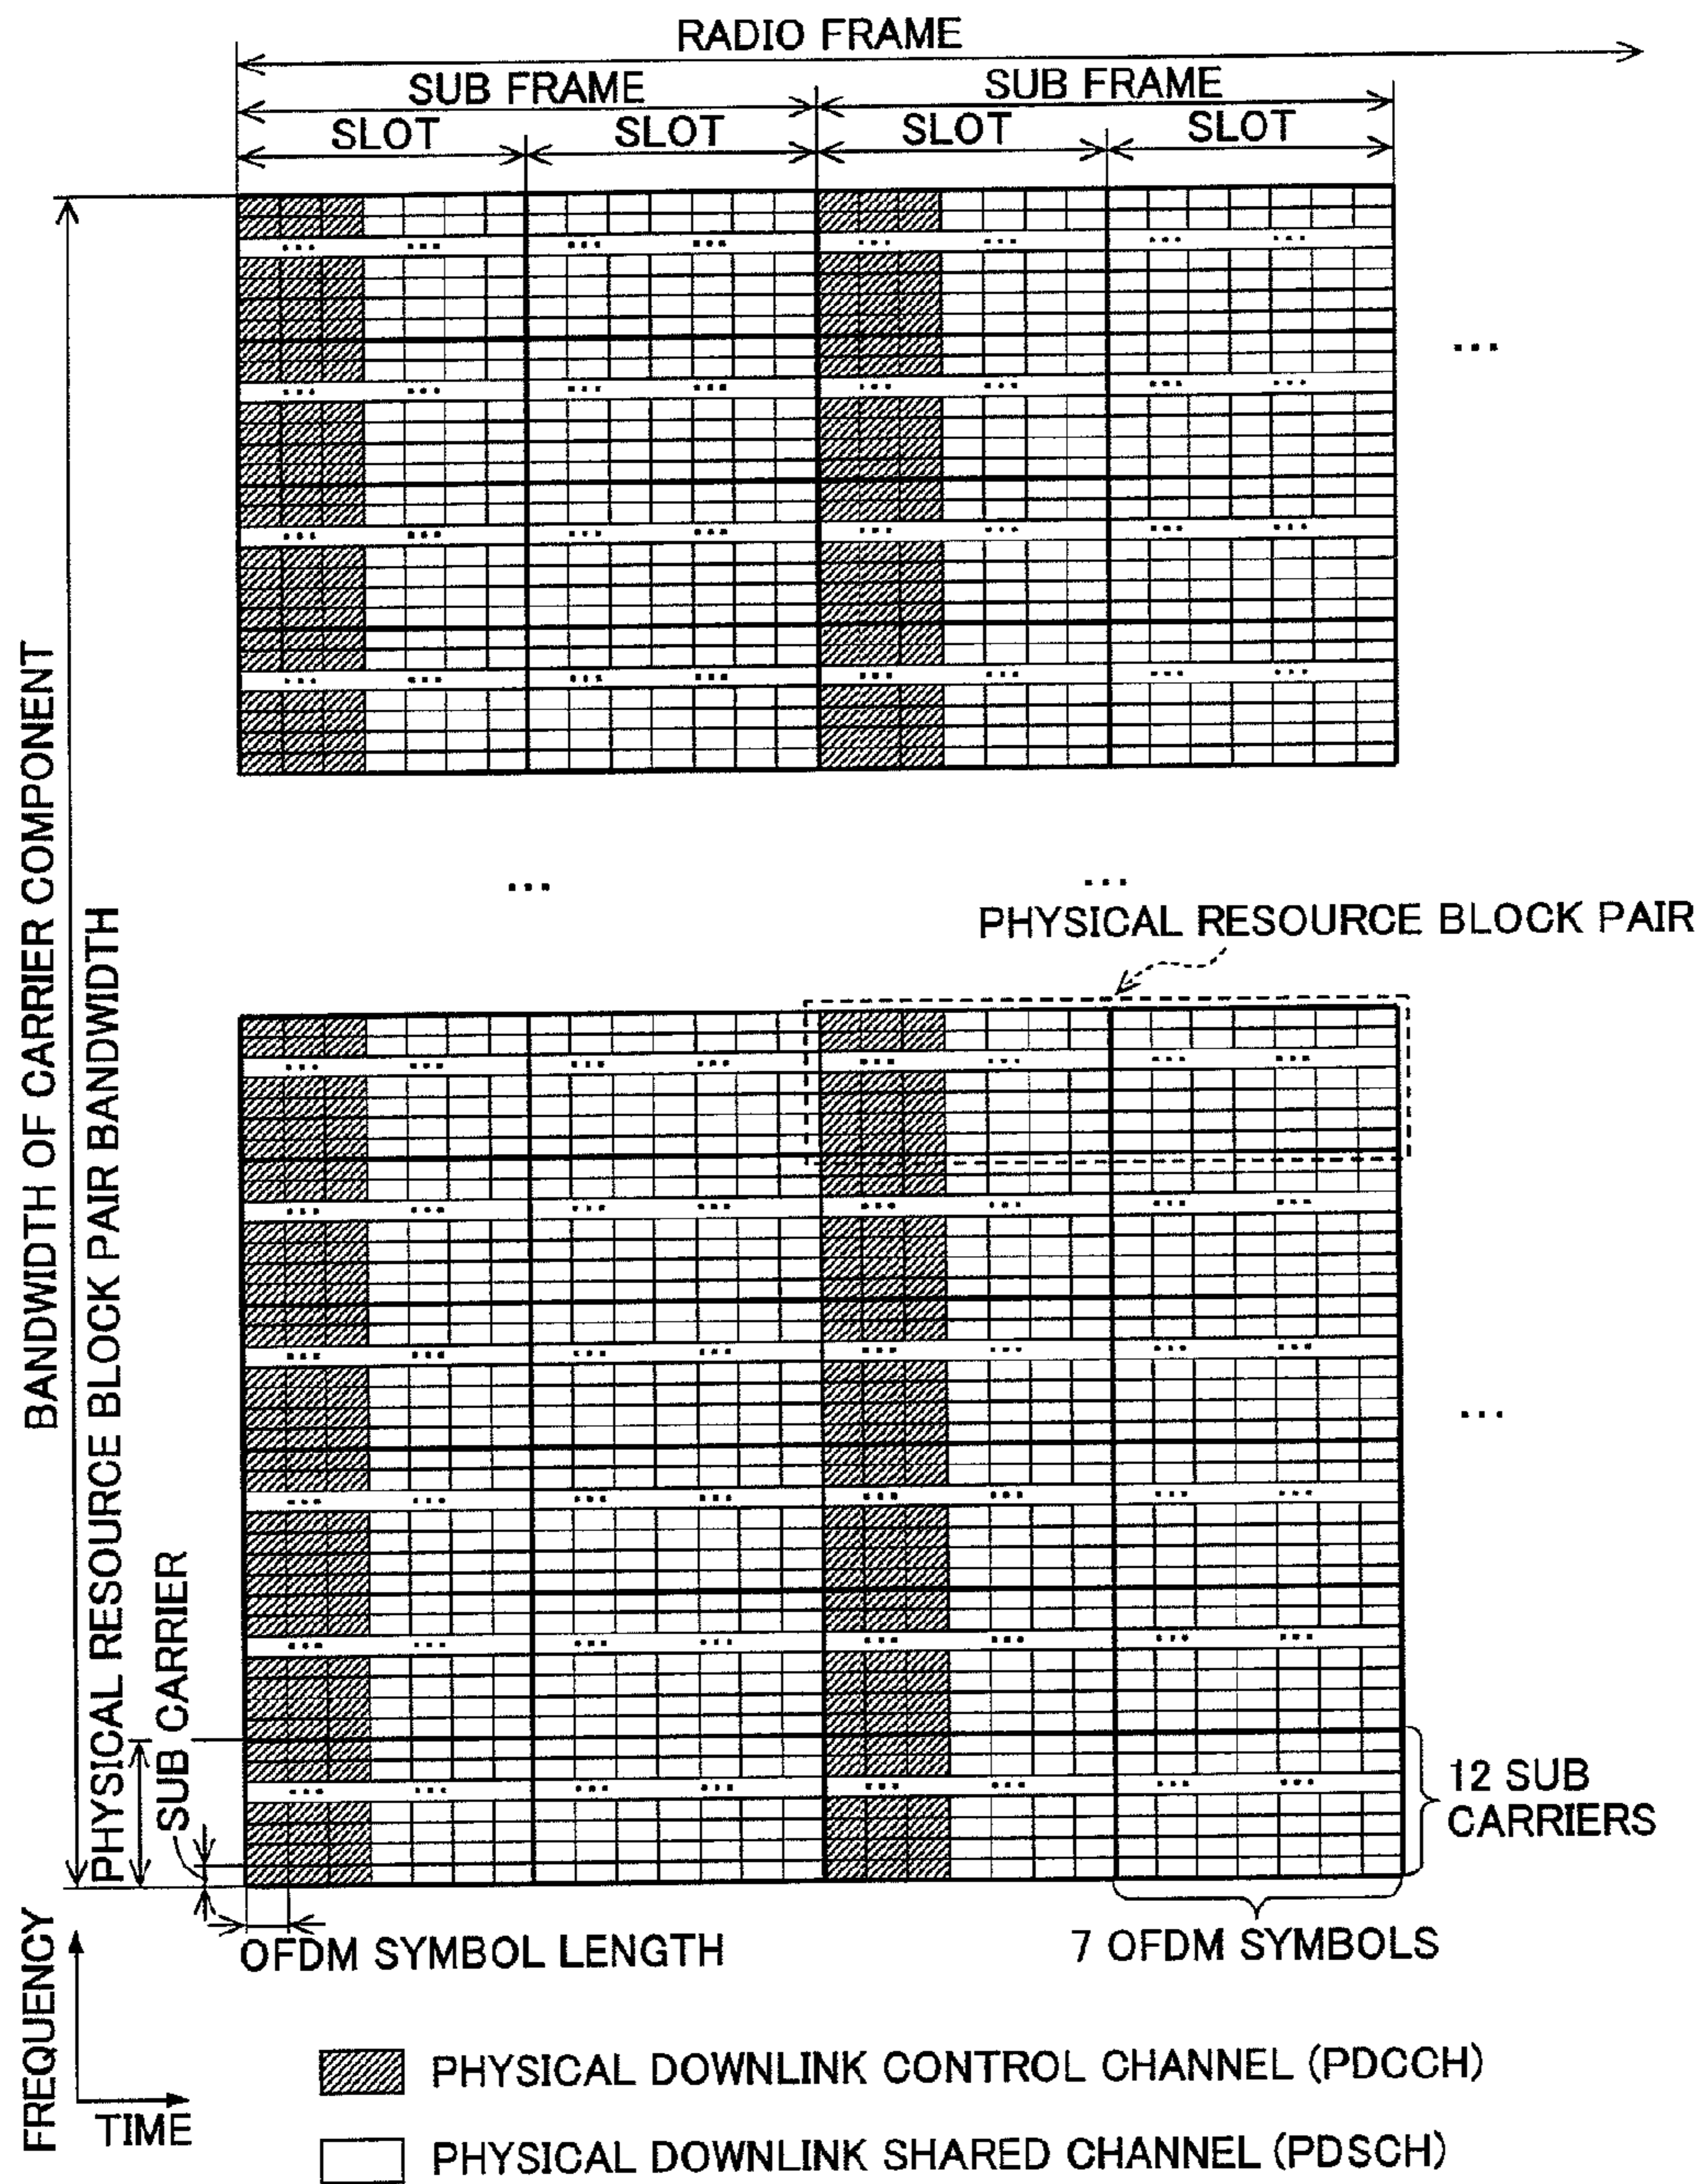 RADIO FRAME
SUB FRAME
SUB FRAME
SLOT
SLOT
SLOT
SLOT
BANDWIDTH OF CARRIER COMPONENT
PHYSICAL RESOURCE BLOCK PAIR BANDWIDTH
SUB CARRIER
PHYSICAL RESOURCE BLOCK PAIR
12 SUB
CARRIERS
OFDM SYMBOL LENGTH
7 OFDM SYMBOLS
FREQUENCY
TIME
PHYSICAL DOWNLINK CONTROL CHANNEL (PDCCH)
PHYSICAL DOWNLINK SHARED CHANNEL (PDSCH)